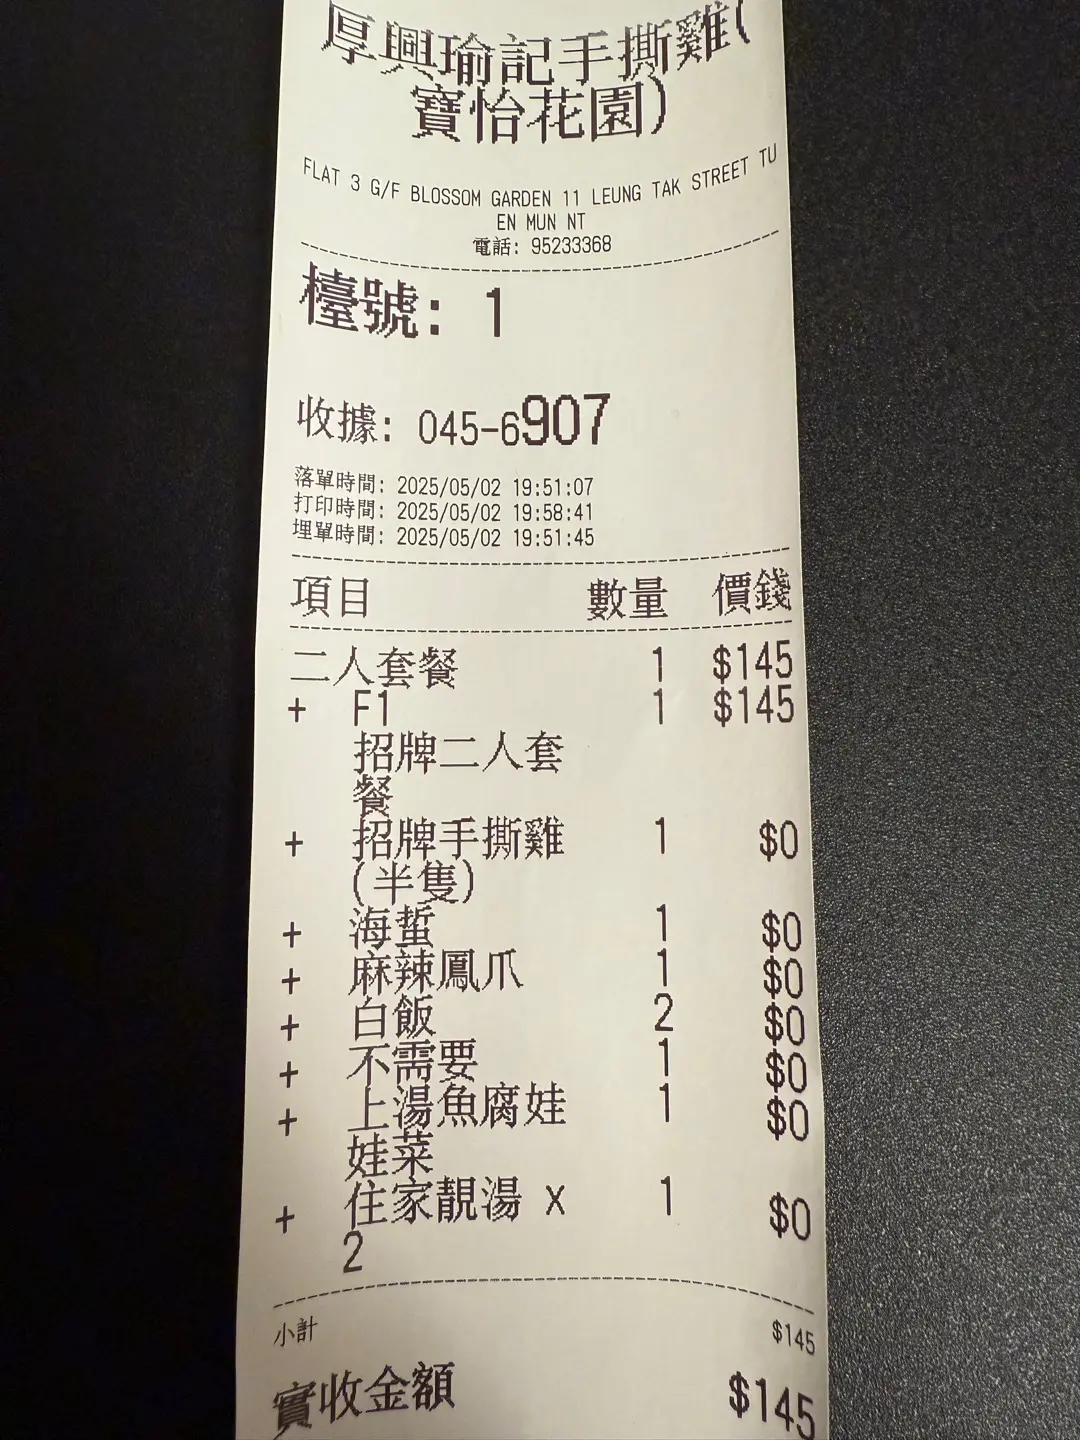 厚興瑜記手撕雞(
寶怡花園)
FLAT 3 G/F BLOSSOM GARDEN 11 LEUNG TAK STREET TU
EN MUN NT
電話: 95233368
檯號: 1
收據: 045-6907
落單時間: 2025/05/02 19:51:07
打印時間: 2025/05/02 19:58:41
埋單時間: 2025/05/02 19:51:45
項目 數量 價錢
二人套餐 1 $145
+ F1 1 $145
招牌二人套
餐
+ 招牌手撕雞 1 $0
(半隻)
+ 海蜇 1 $0
+ 麻辣鳳爪 1 $0
+ 白飯 2 $0
+ 不需要 1 $0
+ 上湯魚腐娃 1 $0
娃菜
+ 住家靚湯 x 1 $0
2
小計 $145
實收金額 $145